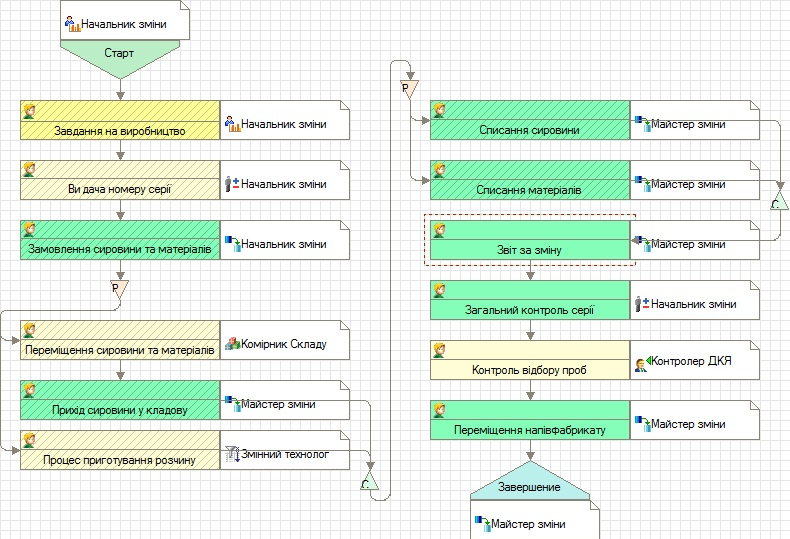 Начальник зміни
Старт
Завдання на виробництво
Начальник зміни
Ви дача номеру серії
Начальник зміни
Замовлення сировини та матеріалів
Начальник зміни
Р.
Переміщення сировини та матеріалів
Комірник Складу
Прихід сировини у кладову
Майстер зміни
Процес приготування розчину
Змінний технолог
С.
Р.
Списання сировини
Майстер зміни
Списання матеріалів
Майстер зміни
С.
Звіт за зміну
Майстер зміни
Загальний контроль серії
Начальник зміни
Контроль відбору проб
Контролер ДКЯ
Переміщення напівфабрикату
Майстер зміни
Завершение
Майстер зміни